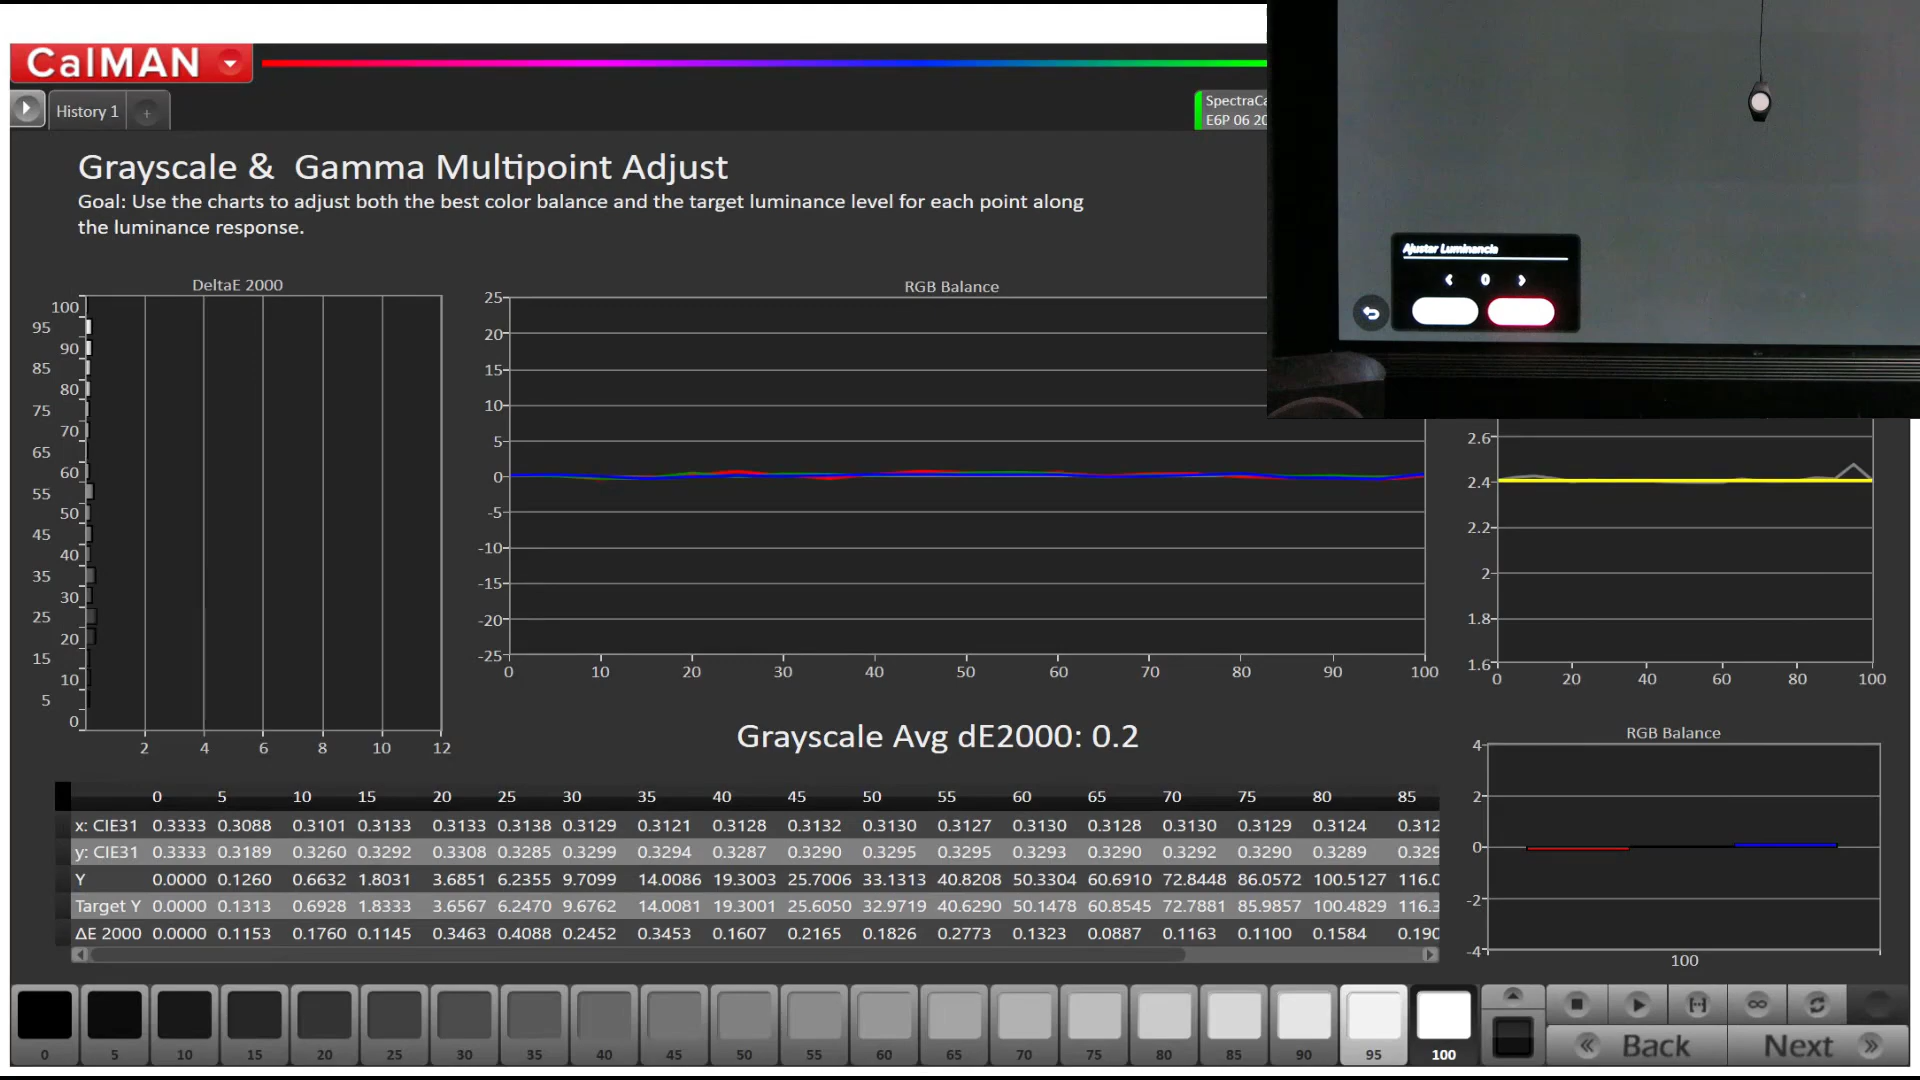 CalMAN
History 1
SpectraCa
E6P 06 20
Grayscale & Gamma Multipoint Adjust
Goal: Use the charts to adjust both the best color balance and the target luminance level for each point along
the luminance response.
Ajustar Luminancia
0
DeltaE 2000
100
95
90
85
80
75
70
65
60
55
50
45
40
35
30
25
20
15
10
5
0
2 4 6 8 10 12
RGB Balance
25
20
15
10
5
0
-5
-10
-15
-20
-25
0 10 20 30 40 50 60 70 80 90 100
2.6
2.4
2.2
2
1.8
1.6
0 20 40 60 80 100
Grayscale Avg dE2000: 0.2
RGB Balance
4
2
0
-2
-4
100
0 5 10 15 20 25 30 35 40 45 50 55 60 65 70 75 80 85
x: CIE31 0.3333 0.3088 0.3101 0.3133 0.3133 0.3138 0.3129 0.3121 0.3128 0.3132 0.3130 0.3127 0.3130 0.3128 0.3130 0.3129 0.3124 0.312
y: CIE31 0.3333 0.3189 0.3260 0.3292 0.3308 0.3285 0.3299 0.3294 0.3287 0.3290 0.3295 0.3295 0.3293 0.3290 0.3292 0.3290 0.3289 0.329
Y 0.0000 0.1260 0.6632 1.8031 3.6851 6.2355 9.7099 14.0086 19.3003 25.7006 33.1313 40.8208 50.3304 60.6910 72.8448 86.0572 100.5127 116.0
Target Y 0.0000 0.1313 0.6928 1.8333 3.6567 6.2470 9.6762 14.0081 19.3001 25.6050 32.9719 40.6290 50.1478 60.8545 72.7881 85.9857 100.4829 116.3
ΔE 2000 0.0000 0.1153 0.1760 0.1145 0.3463 0.4088 0.2452 0.3453 0.1607 0.2165 0.1826 0.2773 0.1323 0.0887 0.1163 0.1100 0.1584 0.190
0 5 10 15 20 25 30 35 40 45 50 55 60 65 70 75 80 85 90 95 100
Back Next